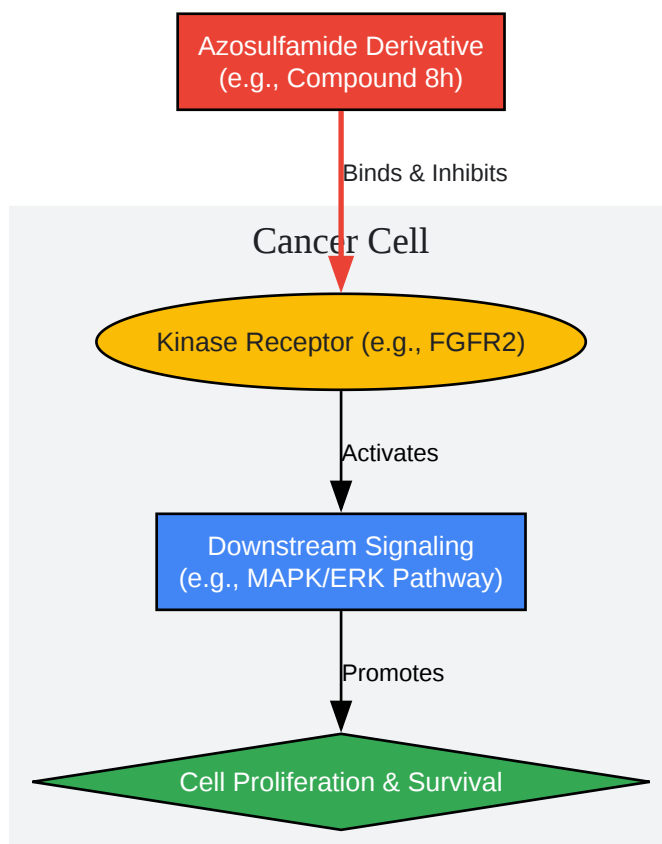 Azosulfamide Derivative
(e.g., Compound 8h)
Binds & Inhibits
Cancer Cell
Kinase Receptor (e.g., FGFR2)
Activates
Downstream Signaling
(e.g., MAPK/ERK Pathway)
Promotes
Cell Proliferation & Survival